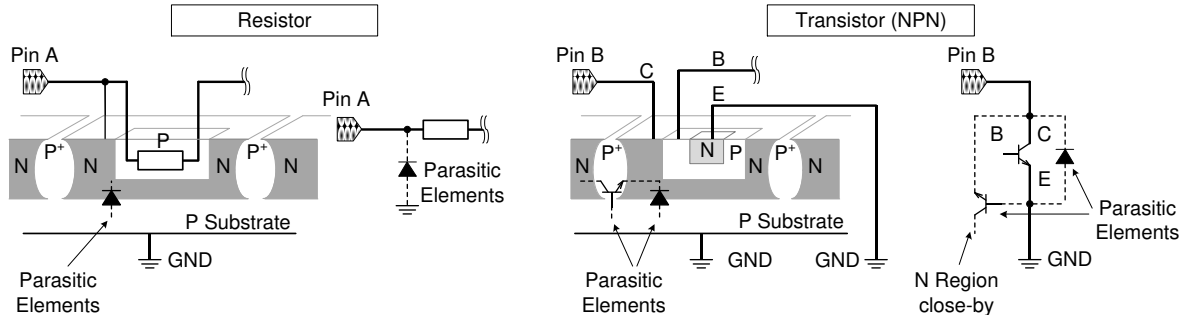 Resistor
Pin A
N
P+
N
P
N
P+
N
P Substrate
GND
Parasitic
Elements
Pin A
Parasitic
Elements
Transistor (NPN)
Pin B
C
B
E
N
P+
N
N
P
N
P+
N
P Substrate
GND
GND
Parasitic
Elements
Pin B
B
C
E
Parasitic
Elements
N Region
close-by